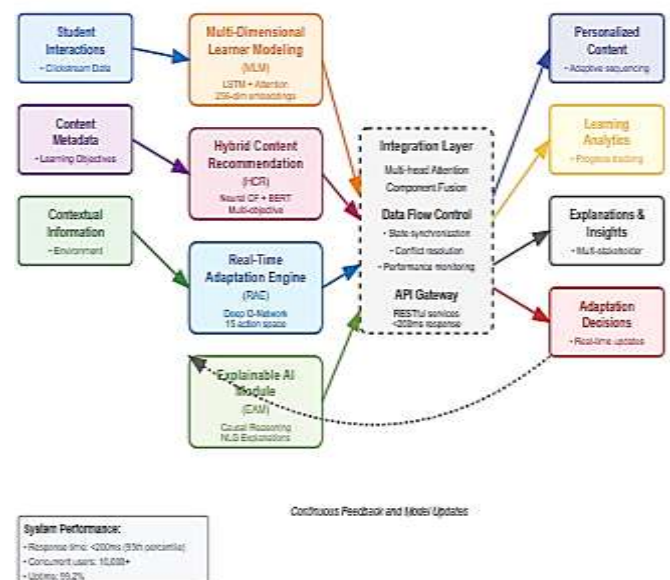 Student
Interactions
• Clickstream Data
Content
Metadata
• Learning Objectives
Contextual
Information
• Environment
Multi-Dimensional
Learner Modeling
(MLM)
LSTM + Attention
256-dim embeddings
Hybrid Content
Recommendation
(HCR)
Neural CF + BERT
Multi-objective
Real-Time
Adaptation Engine
(RAE)
Deep Q-Network
15 action space
Explainable AI
Module
(EAM)
Causal Reasoning
NLG Explanations
Integration Layer
Multi-head Attention
Component Fusion
Data Flow Control
• State synchronization
• Conflict resolution
• Performance monitoring
API Gateway
RESTful services
<200ms response
Personalized
Content
• Adaptive sequencing
Learning
Analytics
• Progress tracking
Explanations &
Insights
• Multi-stakeholder
Adaptation
Decisions
• Real-time updates
Continuous Feedback and Model Updates
System Performance:
• Response time: <200ms (95th percentile)
• Concurrent users: 10,000+
• Uptime: 99.2%